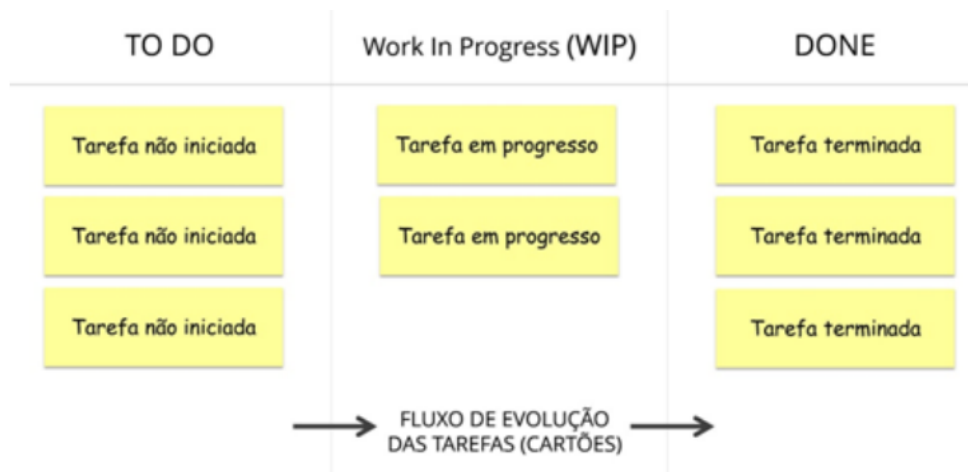 TO DO
Work In Progress (WIP)
DONE
Tarefa não iniciada
Tarefa em progresso
Tarefa terminada
Tarefa não iniciada
Tarefa em progresso
Tarefa terminada
Tarefa não iniciada
Tarefa terminada
FLUXO DE EVOLUÇÃO
DAS TAREFAS (CARTÕES)